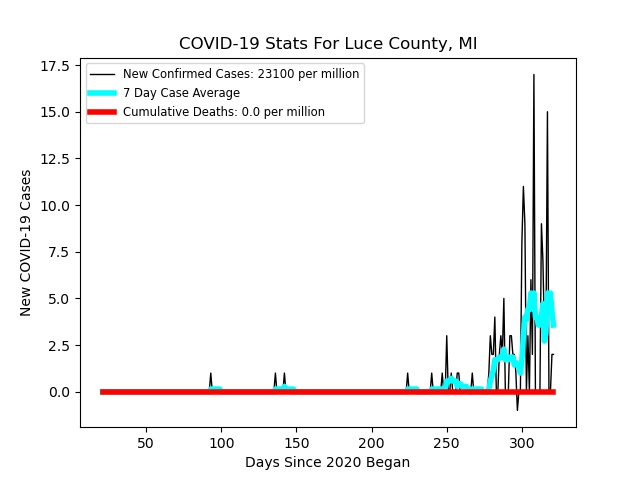 COVID-19 Stats For Luce County, MI
17.5
15.0
12.5
10.0
7.5
5.0
2.5
0.0
New COVID-19 Cases
New Confirmed Cases: 23100 per million
7 Day Case Average
Cumulative Deaths: 0.0 per million
50 100 150 200 250 300
Days Since 2020 Began